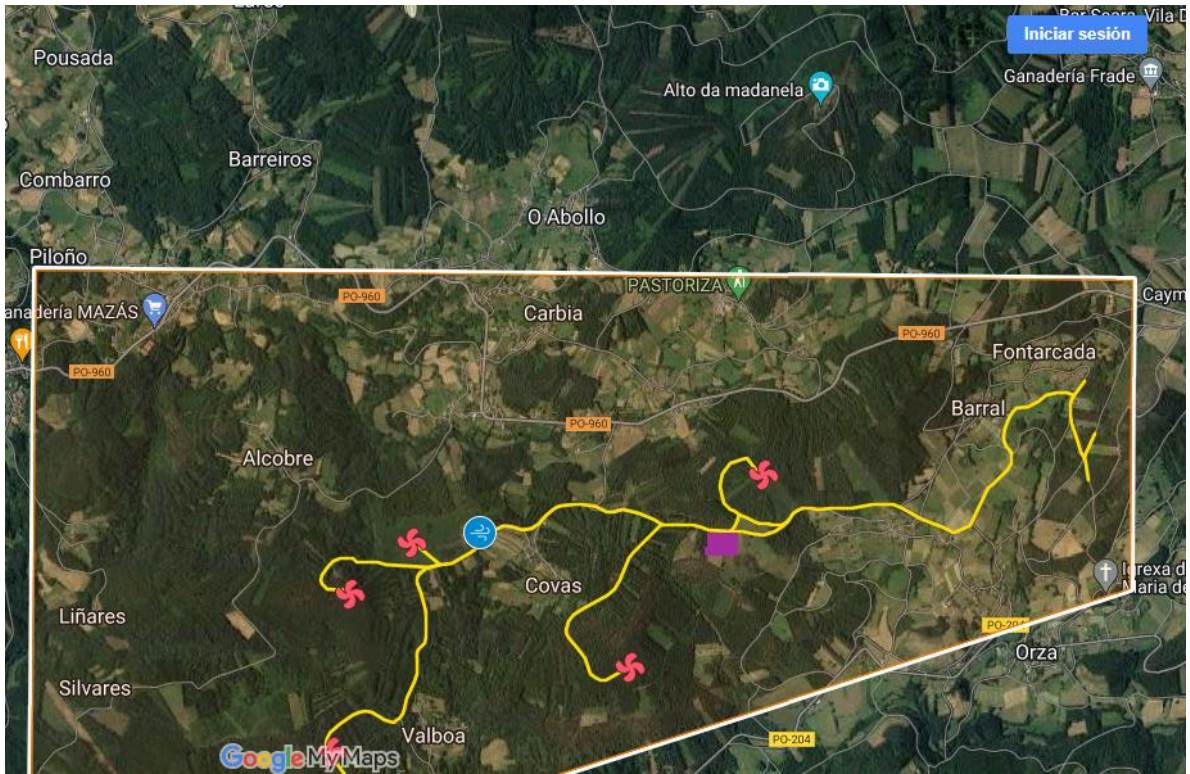 Iniciar sesión
Pousada
Ganadería Frade
Alto da madanela
Barreiros
Combarro
O Abollo
Piloño
PASTORIZA
PO-960
Caym
MAZÁS
Carbia
PO-960
Fontarcada
PO-960
Barral
PO-960
Alcobre
Covas
Maria de
Liñares
PO-204
Orza
Silvares
Valboa
PO-204
Google My Maps